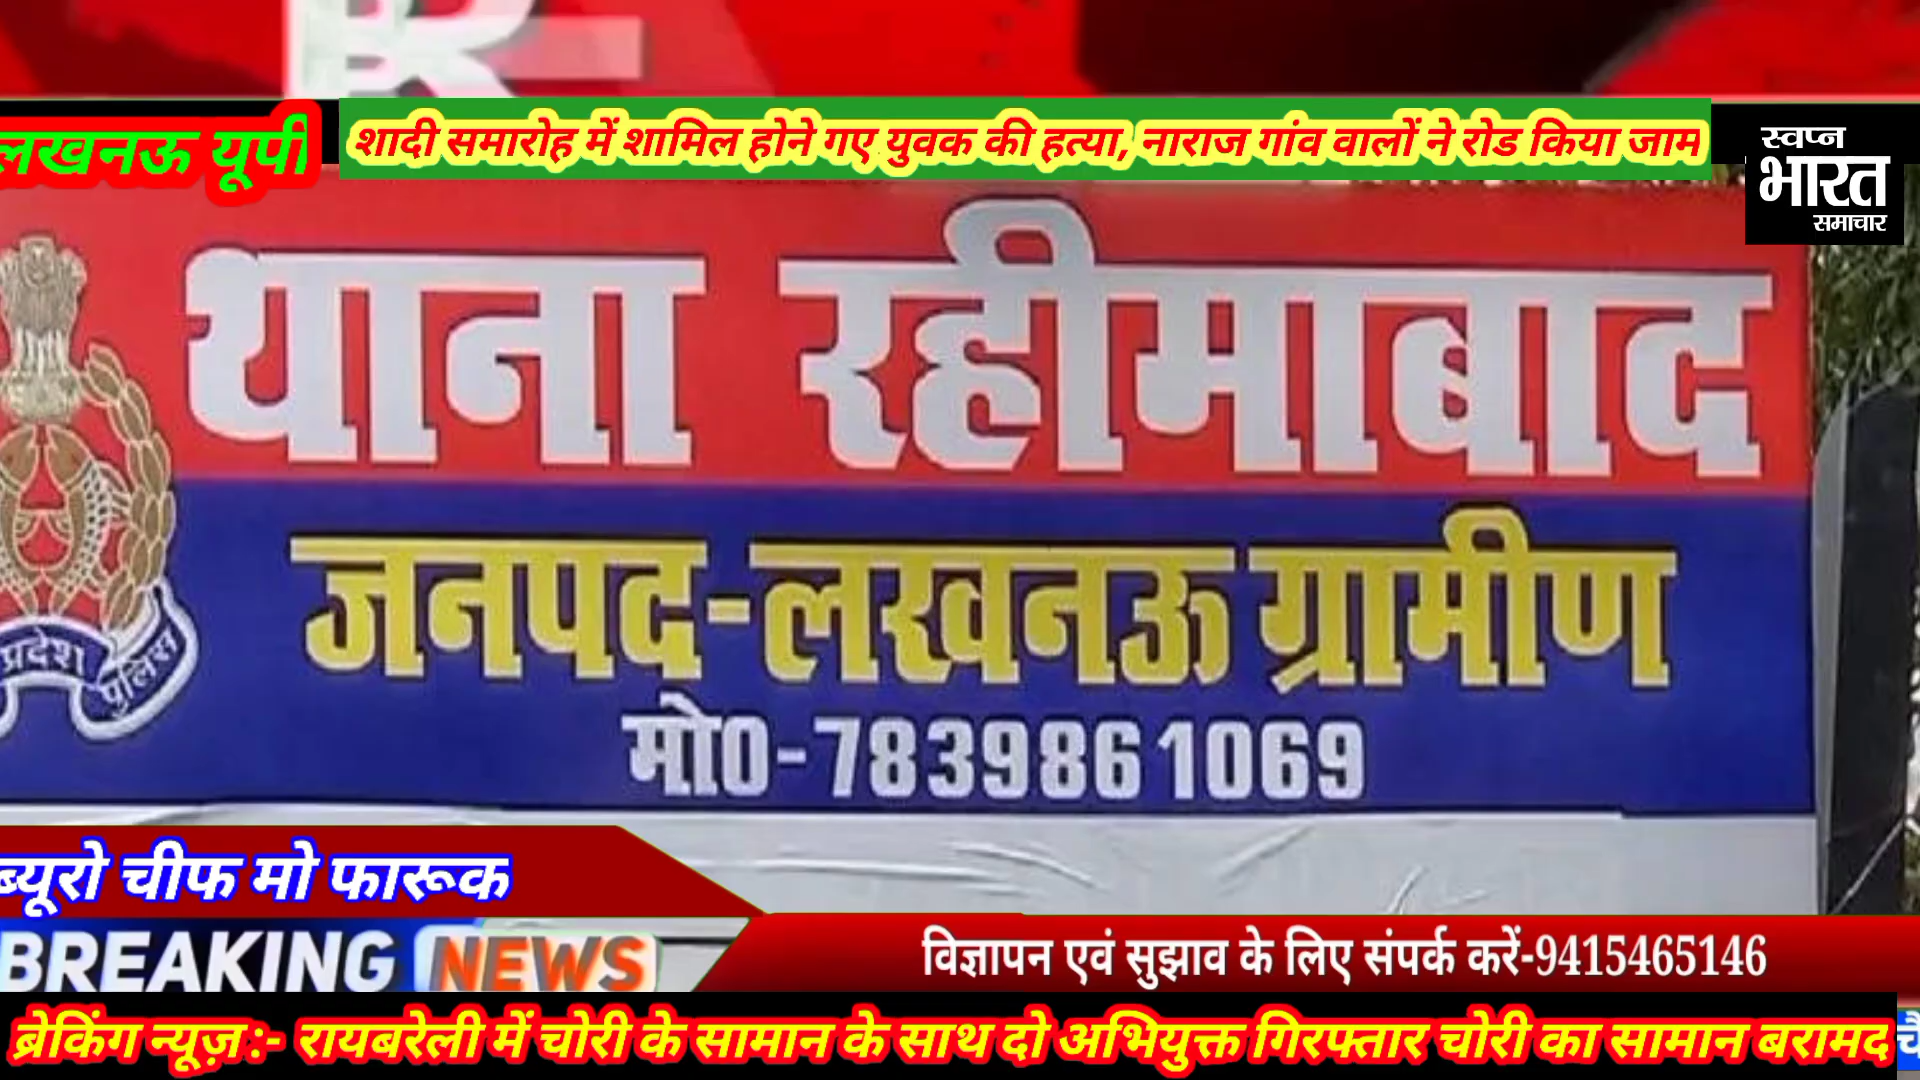 लखनऊ यूपी
शादी समारोह में शामिल होने गए युवक की हत्या, नाराज गांव वालों ने रोड किया जाम
स्वप्न
भारत
समाचार
थाना रहीमाबाद
जनपद-लखनऊ ग्रामीण
मो0-7839861069
प्रदेश पुलिस
ब्यूरो चीफ मो फारूक
BREAKING NEWS
विज्ञापन एवं सुझाव के लिए संपर्क करें-9415465146
ब्रेकिंग न्यूज़ :- रायबरेली में चोरी के सामान के साथ दो अभियुक्त गिरफ्तार चोरी का सामान बरामद